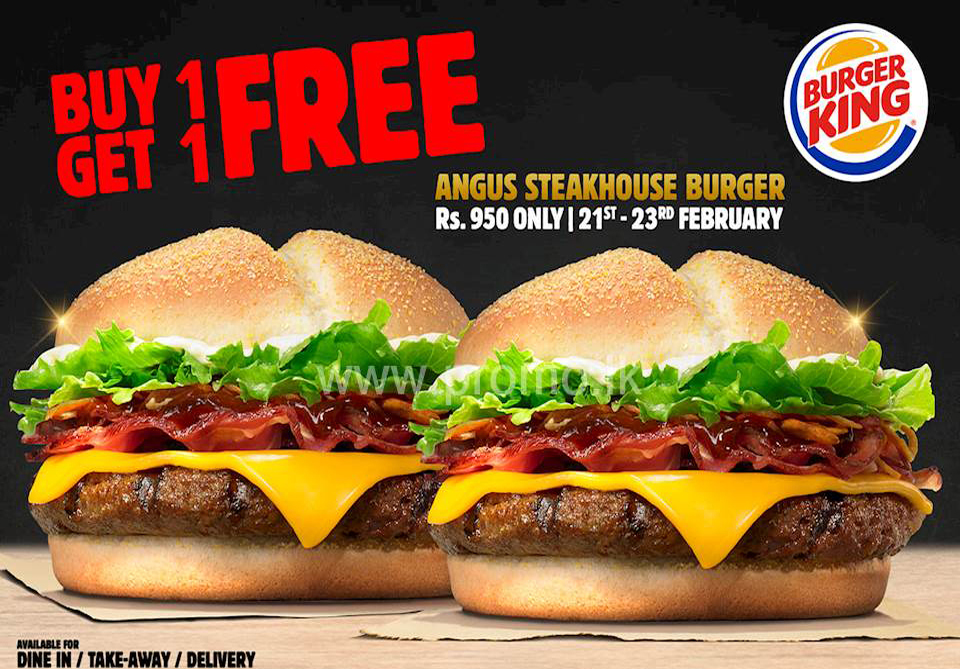 BUY 1
GET 1
FREE
BURGER
KING
®
ANGUS STEAKHOUSE BURGER
Rs. 950 ONLY | 21ST - 23RD FEBRUARY
www.promo.lk
AVAILABLE FOR
DINE IN / TAKE-AWAY / DELIVERY